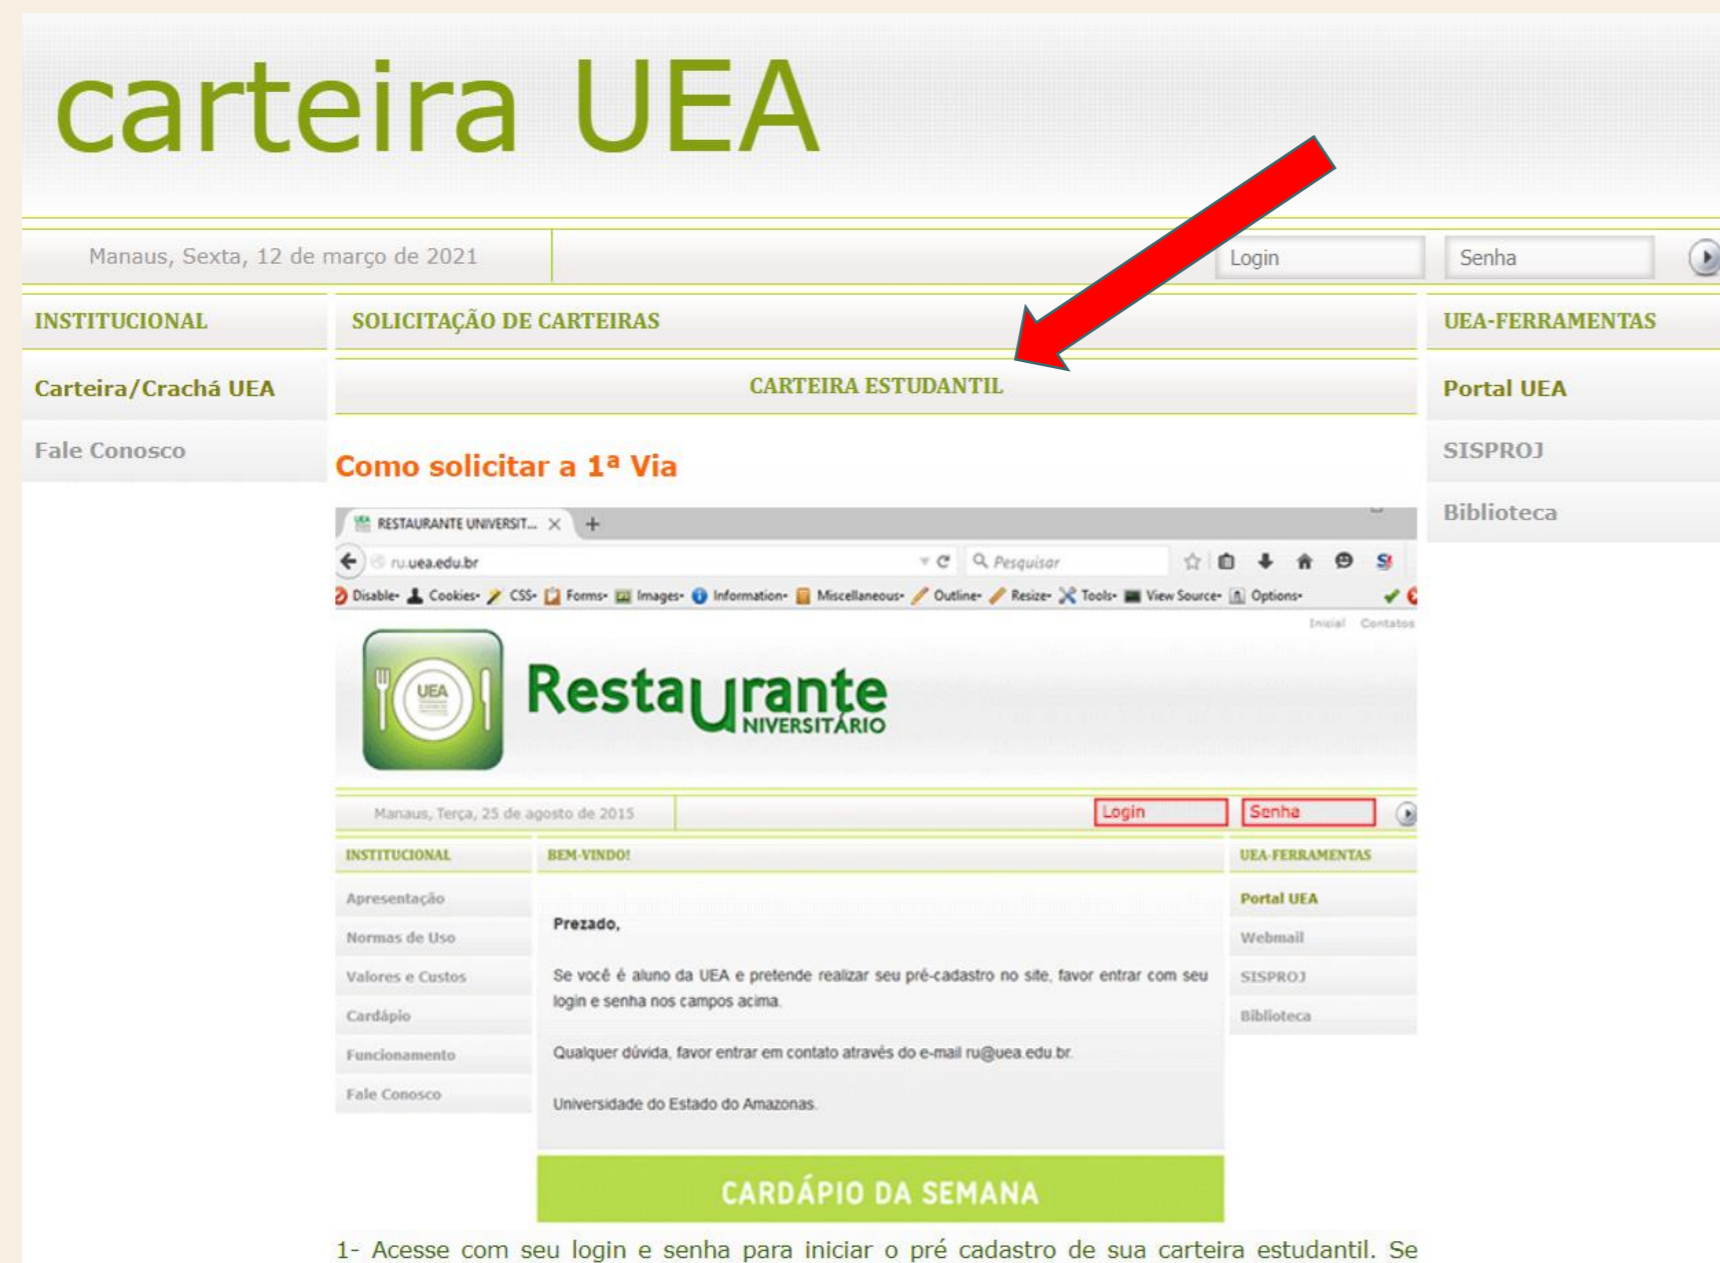 carteira UEA
Manaus, Sexta, 12 de março de 2021
Login
Senha
INSTITUCIONAL
SOLICITAÇÃO DE CARTEIRAS
UEA-FERRAMENTAS
Carteira/Crachá UEA
CARTEIRA ESTUDANTIL
Portal UEA
Fale Conosco
SISPROJ
Biblioteca
Como solicitar a 1ª Via
RESTAURANTE UNIVERSIT...
ru.uea.edu.br
Pesquisar
Disable Cookies CSS Forms Images Information Miscellaneous Outline Resize Tools View Source Options
Inicial Contatos
UEA
Restaurante
NIVERSITÁRIO
Manaus, Terça, 25 de agosto de 2015
Login
Senha
INSTITUCIONAL
BEM-VINDO!
UEA-FERRAMENTAS
Apresentação
Normas de Uso
Valores e Custos
Cardápio
Funcionamento
Fale Conosco
Prezado,
Se você é aluno da UEA e pretende realizar seu pré-cadastro no site, favor entrar com seu
login e senha nos campos acima.
Qualquer dúvida, favor entrar em contato através do e-mail ru@uea.edu.br.
Universidade do Estado do Amazonas.
Portal UEA
Webmail
SISPROJ
Biblioteca
CARDÁPIO DA SEMANA
1- Acesse com seu login e senha para iniciar o pré cadastro de sua carteira estudantil. Se